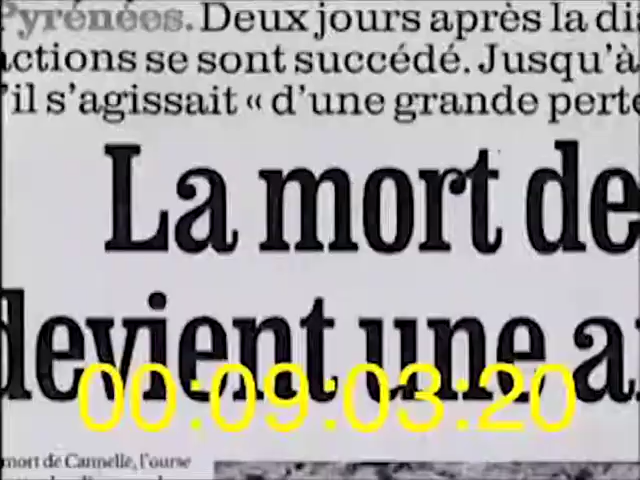 Pyrénées. Deux jours après la di
ctions se sont succédé. Jusqu'à
'il s'agissait « d'une grande perte
La mort de
devient une a
00:09:03:20
mort de Cannelle, l'ourse